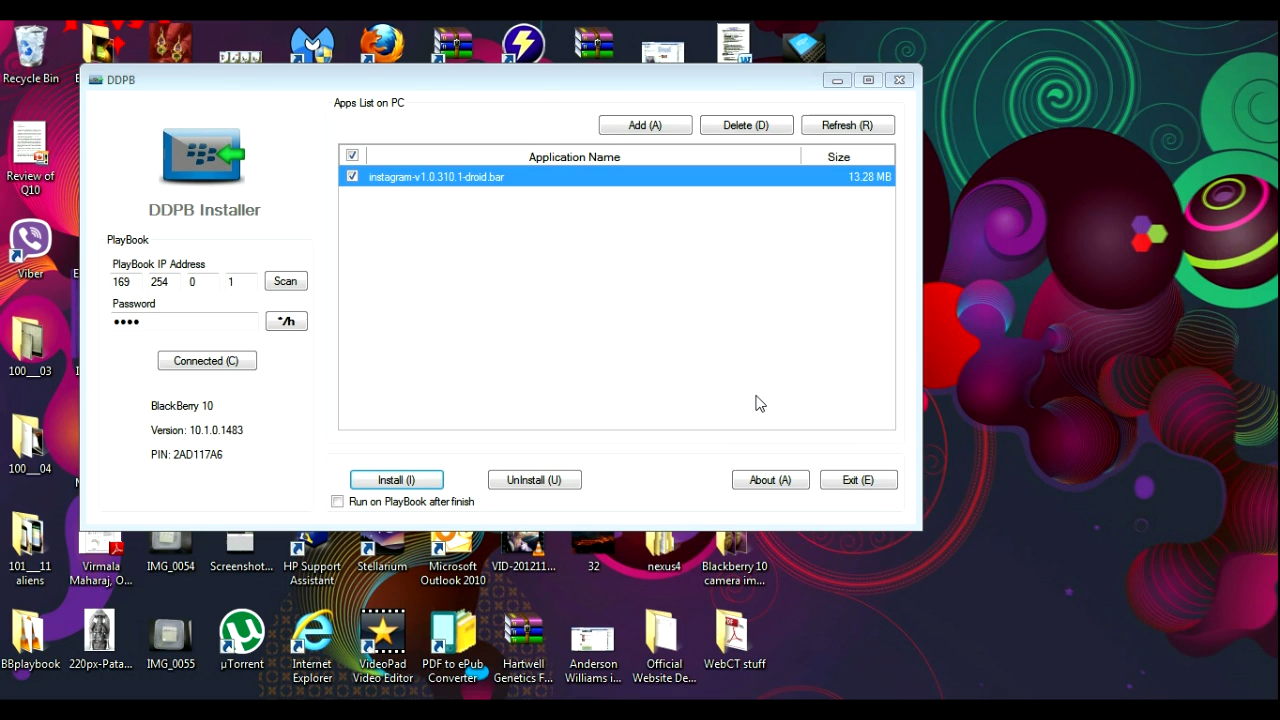 Recycle Bin
DDPB
Apps List on PC
Add (A)
Delete (D)
Refresh (R)
Application Name
Size
instagram-v1.0.310.1-droid.bar
13.28 MB
DDPB Installer
PlayBook
PlayBook IP Address
169 254 0 1
Scan
Password
*/h
Connected (C)
BlackBerry 10
Version: 10.1.0.1483
PIN: 2AD117A6
Install (I)
UnInstall (U)
About (A)
Exit (E)
Run on PlayBook after finish
Review of
Q10
Viber
100___03
100___04
101___11
aliens
Virmala
Maharaj, O...
IMG_0054
Screenshot...
HP Support
Assistant
Stellarium
Microsoft
Outlook 2010
VID-201211...
32
nexus4
Blackberry 10
camera im...
BBplaybook
220px-Pata...
IMG_0055
µTorrent
Internet
Explorer
VideoPad
Video Editor
PDF to ePub
Converter
Hartwell
Genetics F...
Anderson
Williams i...
Official
Website De...
WebCT stuff